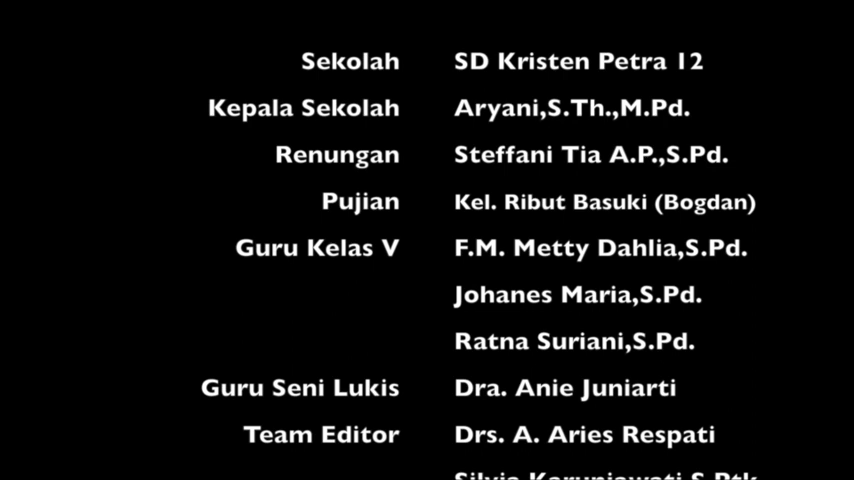 Sekolah SD Kristen Petra 12
Kepala Sekolah Aryani,S.Th.,M.Pd.
Renungan Steffani Tia A.P.,S.Pd.
Pujian Kel. Ribut Basuki (Bogdan)
Guru Kelas V F.M. Metty Dahlia,S.Pd.
Johanes Maria,S.Pd.
Ratna Suriani,S.Pd.
Guru Seni Lukis Dra. Anie Juniarti
Team Editor Drs. A. Aries Respati